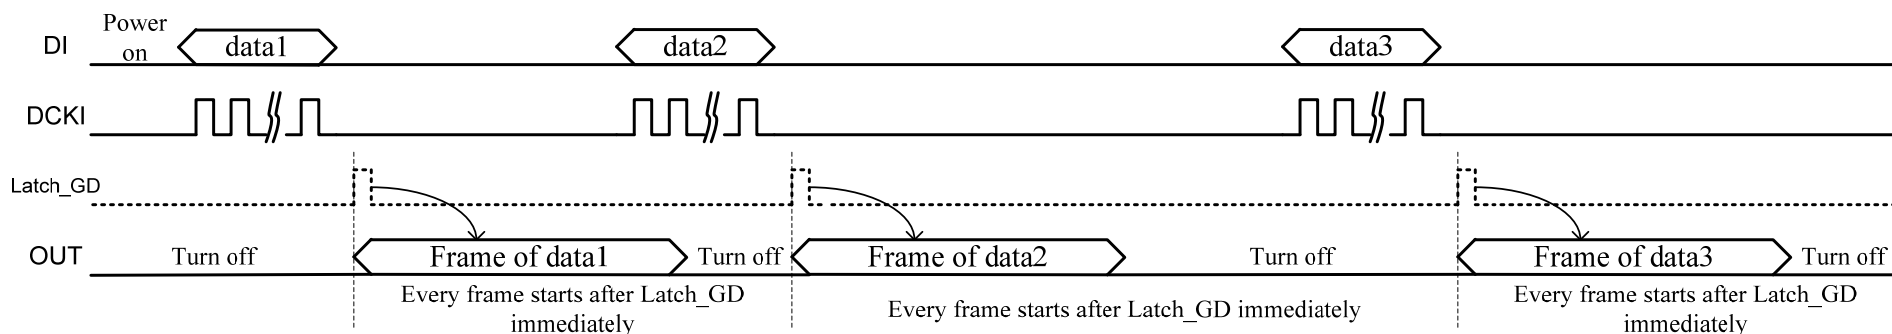 Power
on
DI
data1
data2
data3
DCKI
Latch_GD
OUT
Turn off
Frame of data1
Turn off
Frame of data2
Turn off
Frame of data3
Turn off
Every frame starts after Latch_GD
immediately
Every frame starts after Latch_GD immediately
Every frame starts after Latch_GD
immediately